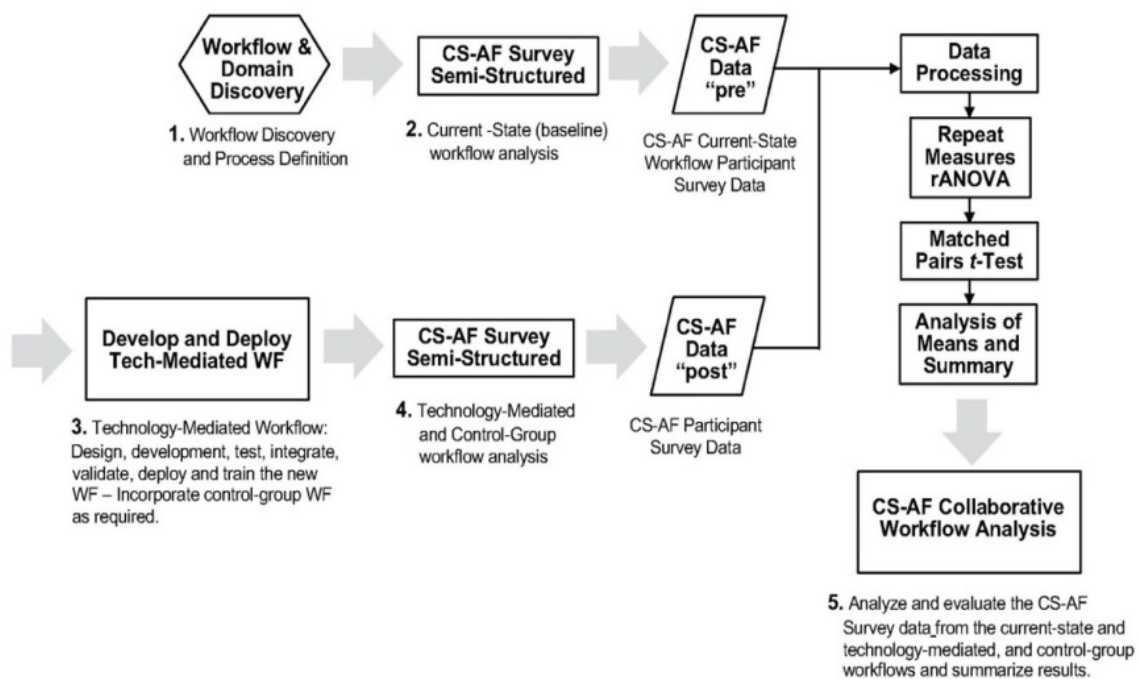 Workflow &
Domain
Discovery
1. Workflow Discovery
and Process Definition
CS-AF Survey
Semi-Structured
2. Current -State (baseline)
workflow analysis
CS-AF
Data
“pre”
CS-AF Current-State
Workflow Participant
Survey Data
Data
Processing
Repeat
Measures
rANOVA
Matched
Pairs t-Test
Analysis of
Means and
Summary
Develop and Deploy
Tech-Mediated WF
3. Technology-Mediated Workflow:
Design, development, test, integrate,
validate, deploy and train the new
WF – Incorporate control-group WF
as required.
CS-AF Survey
Semi-Structured
4. Technology-Mediated
and Control-Group
workflow analysis
CS-AF
Data
“post”
CS-AF Participant
Survey Data
CS-AF Collaborative
Workflow Analysis
5. Analyze and evaluate the CS-AF
Survey data from the current-state and
technology-mediated, and control-group
workflows and summarize results.